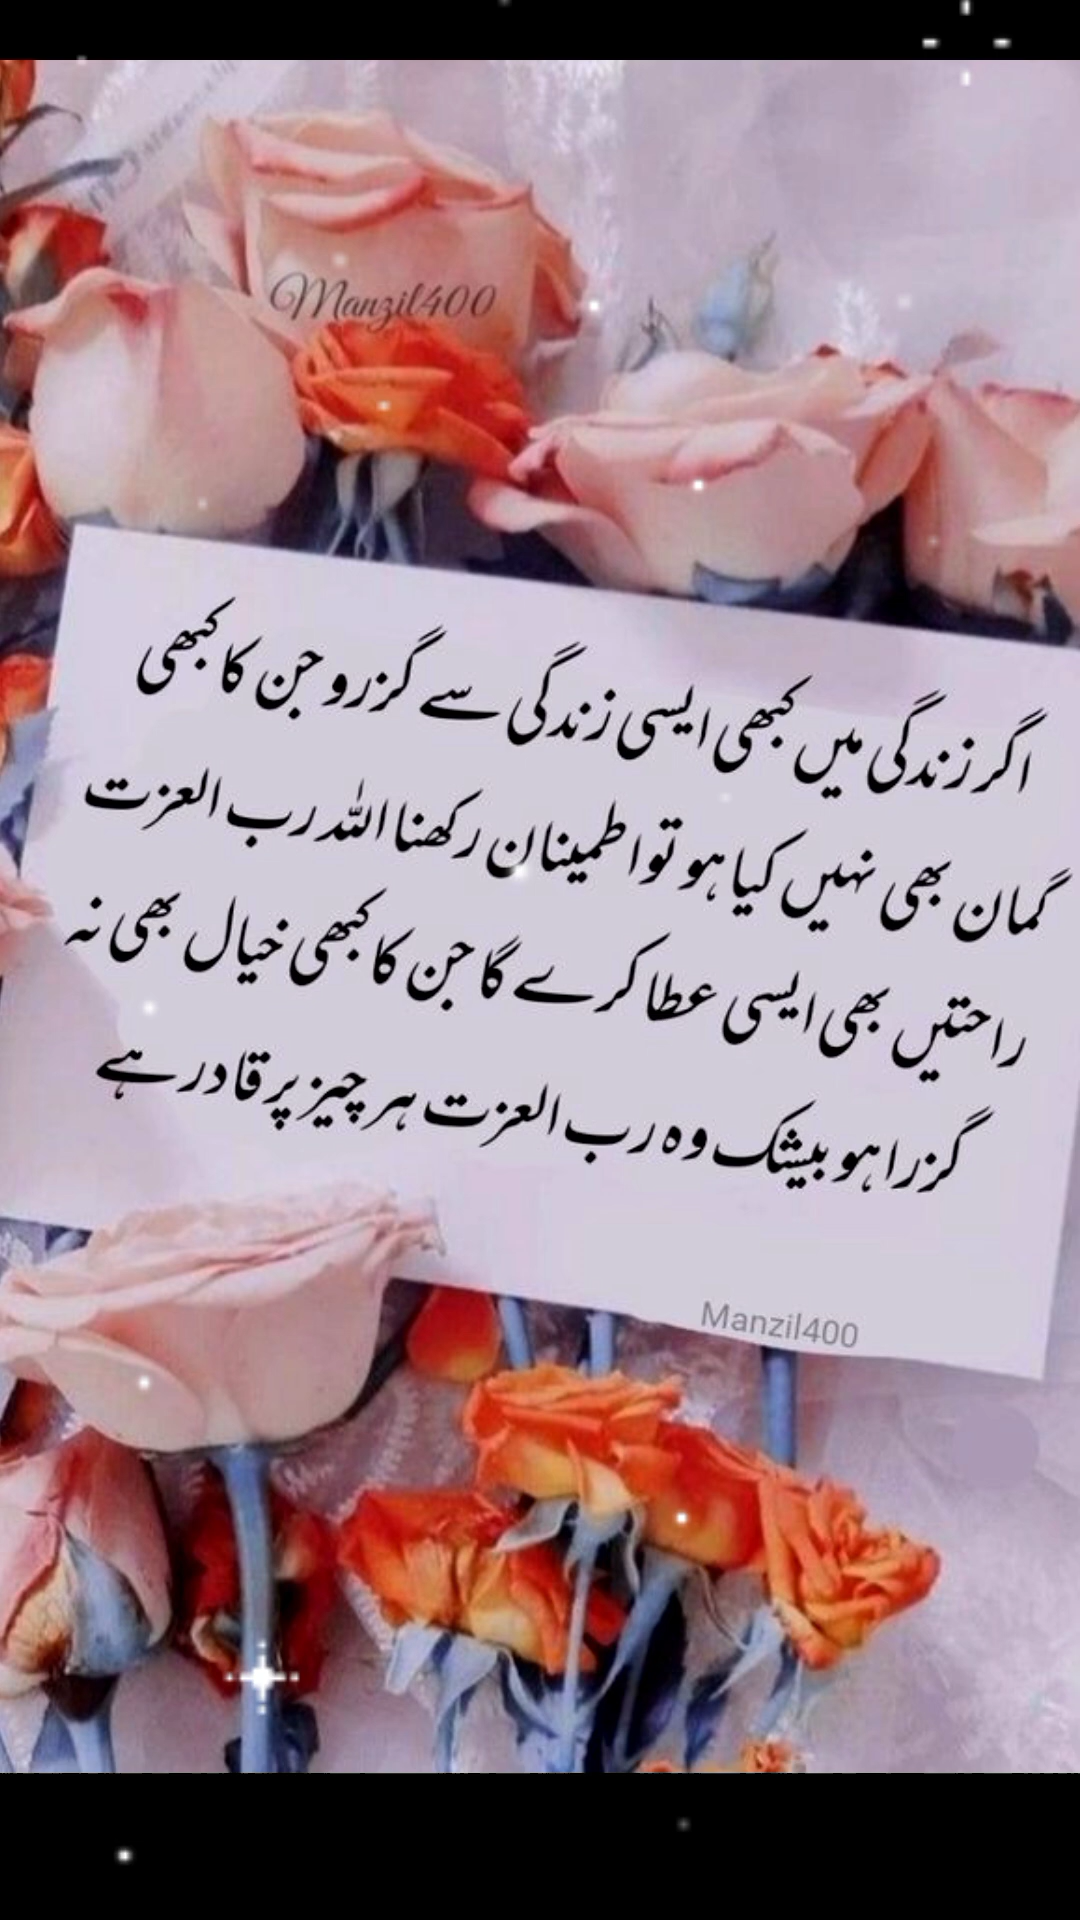 Manzil400
اگر زندگی میں کبھی ایسی زندگی سے گزرو جن کا کبھی
گمان بھی نہیں کیا ہو تو اطمینان رکھنا اللہ رب العزت
راحتیں بھی ایسی عطا کرے گا جن کا کبھی خیال بھی نہ
گزرا ہو بیشک وہ رب العزت ہر چیز پر قادر ہے
Manzil400